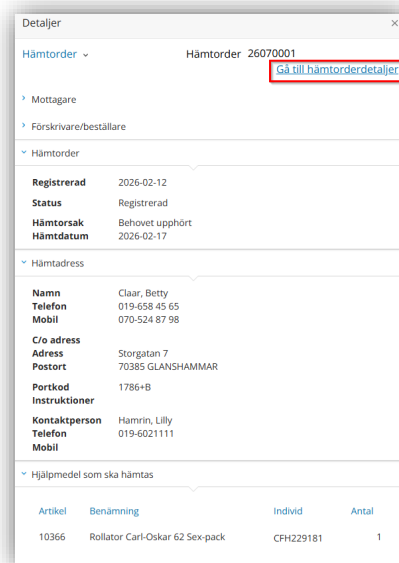 Detaljer ×
Hämtorder Hämtorder 26070001
Gå till hämtorderdetaljer
Mottagare
Förskrivare/beställare
Hämtorder
Registrerad 2026-02-12
Status Registrerad
Hämtorsak Behovet upphört
Hämtdatum 2026-02-17
Hämtadress
Namn Claar, Betty
Telefon 019-658 45 65
Mobil 070-524 87 98
C/o adress
Adress Storgatan 7
Postort 70385 GLANSHAMMAR
Portkod 1786+B
Instruktioner
Kontaktperson Hamrin, Lilly
Telefon 019-6021111
Mobil
Hjälpmedel som ska hämtas
Artikel Benämning Individ Antal
10366 Rollator Carl-Oskar 62 Sex-pack CFH229181 1